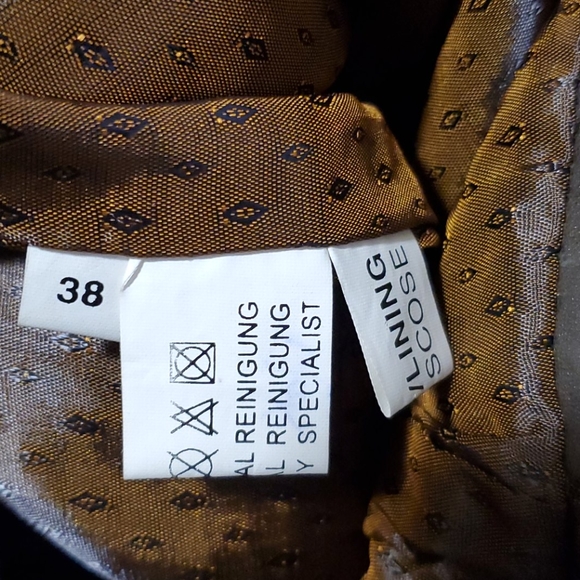 38
AL REINIGUNG
L REINIGUNG
Y SPECIALIST
/LINING
SCOSE